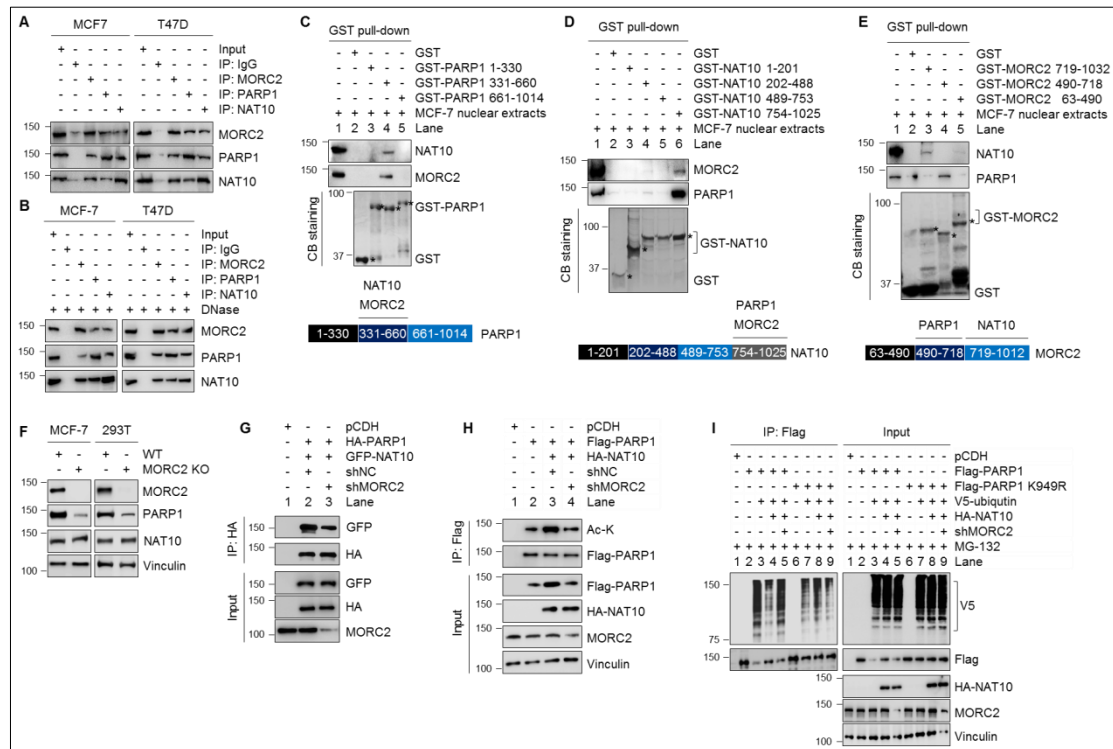 A
MCF7 T47D
+ - - - - + - - - - Input
- + - - - - + - - - IP: IgG
- - + - - - - + - - IP: MORC2
- - - + - - - - + - IP: PARP1
- - - - + - - - - + IP: NAT10
150 MORC2
150 PARP1
150 NAT10
B
MCF-7 T47D
+ - - - - + - - - - Input
- + - - - - + - - - IP: IgG
- - + - - - - + - - IP: MORC2
- - - + - - - - + - IP: PARP1
- - - - + - - - - + IP: NAT10
+ + + + + + + + + + DNase
150 MORC2
150 PARP1
150 NAT10
C
GST pull-down
- + - - - GST
- - + - - GST-PARP1 1-330
- - - + - GST-PARP1 331-660
- - - - + GST-PARP1 661-1014
+ + + + + MCF-7 nuclear extracts
1 2 3 4 5 Lane
150 NAT10
150 MORC2
100 GST-PARP1
CB staining
37 GST
NAT10
MORC2
1-330 331-660 661-1014 PARP1
D
GST pull-down
- + - - - - GST
- - + - - - GST-NAT10 1-201
- - - + - - GST-NAT10 202-488
- - - - + - GST-NAT10 489-753
- - - - - + GST-NAT10 754-1025
+ + + + + + MCF-7 nuclear extracts
1 2 3 4 5 6 Lane
150 MORC2
150 PARP1
100
CB staining
GST-NAT10
37 GST
PARP1
MORC2
1-201 202-488 489-753 754-1025 NAT10
E
GST pull-down
- + - - - GST
- - + - - GST-MORC2 719-1032
- - - + - GST-MORC2 490-718
- - - - + GST-MORC2 63-490
+ + + + + MCF-7 nuclear extracts
1 2 3 4 5 Lane
150 NAT10
150 PARP1
100 GST-MORC2
CB staining
37 GST
PARP1 NAT10
63-490 490-718 719-1012 MORC2
F
MCF-7 293T
+ - + - WT
- + - + MORC2 KO
MORC2
150 PARP1
150 NAT10
100 Vinculin
G
+ - - pCDH
- + + HA-PARP1
- + + GFP-NAT10
- + - shNC
- - + shMORC2
1 2 3 Lane
IP: HA
150 GFP
150 HA
Input
150 GFP
150 HA
100 MORC2
H
+ - - - pCDH
- + + + Flag-PARP1
- - + + HA-NAT10
- + + - shNC
- - - + shMORC2
1 2 3 4 Lane
IP: Flag
150 Ac-K
150 Flag-PARP1
Input
150 Flag-PARP1
150 HA-NAT10
150 MORC2
100 Vinculin
I
IP: Flag Input
pCDH
Flag-PARP1
Flag-PARP1 K949R
V5-ubiqutin
HA-NAT10
shMORC2
MG-132
1 2 3 4 5 6 7 8 9 1 2 3 4 5 6 7 8 9 Lane
150 150 V5
75
150 Flag
150 HA-NAT10
150 MORC2
100 Vinculin